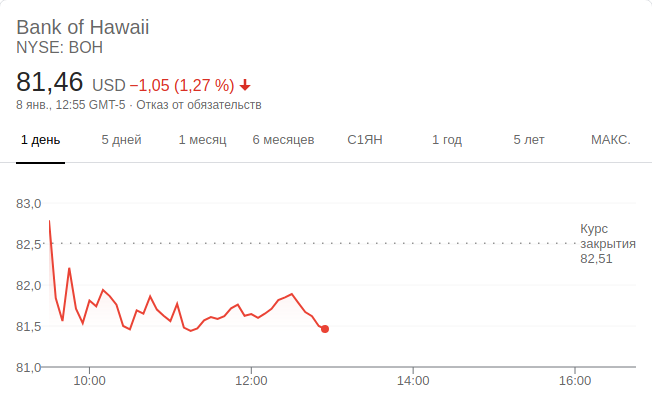 Bank of Hawaii
NYSE: BOH
81,46 USD −1,05 (1,27 %)
8 янв., 12:55 GMT-5 · Отказ от обязательств
1 день 5 дней 1 месяц 6 месяцев С1ЯН 1 год 5 лет МАКС.
83,0
Курс
82,5 закрытия
82,51
82,0
81,5
81,0
10:00 12:00 14:00 16:00